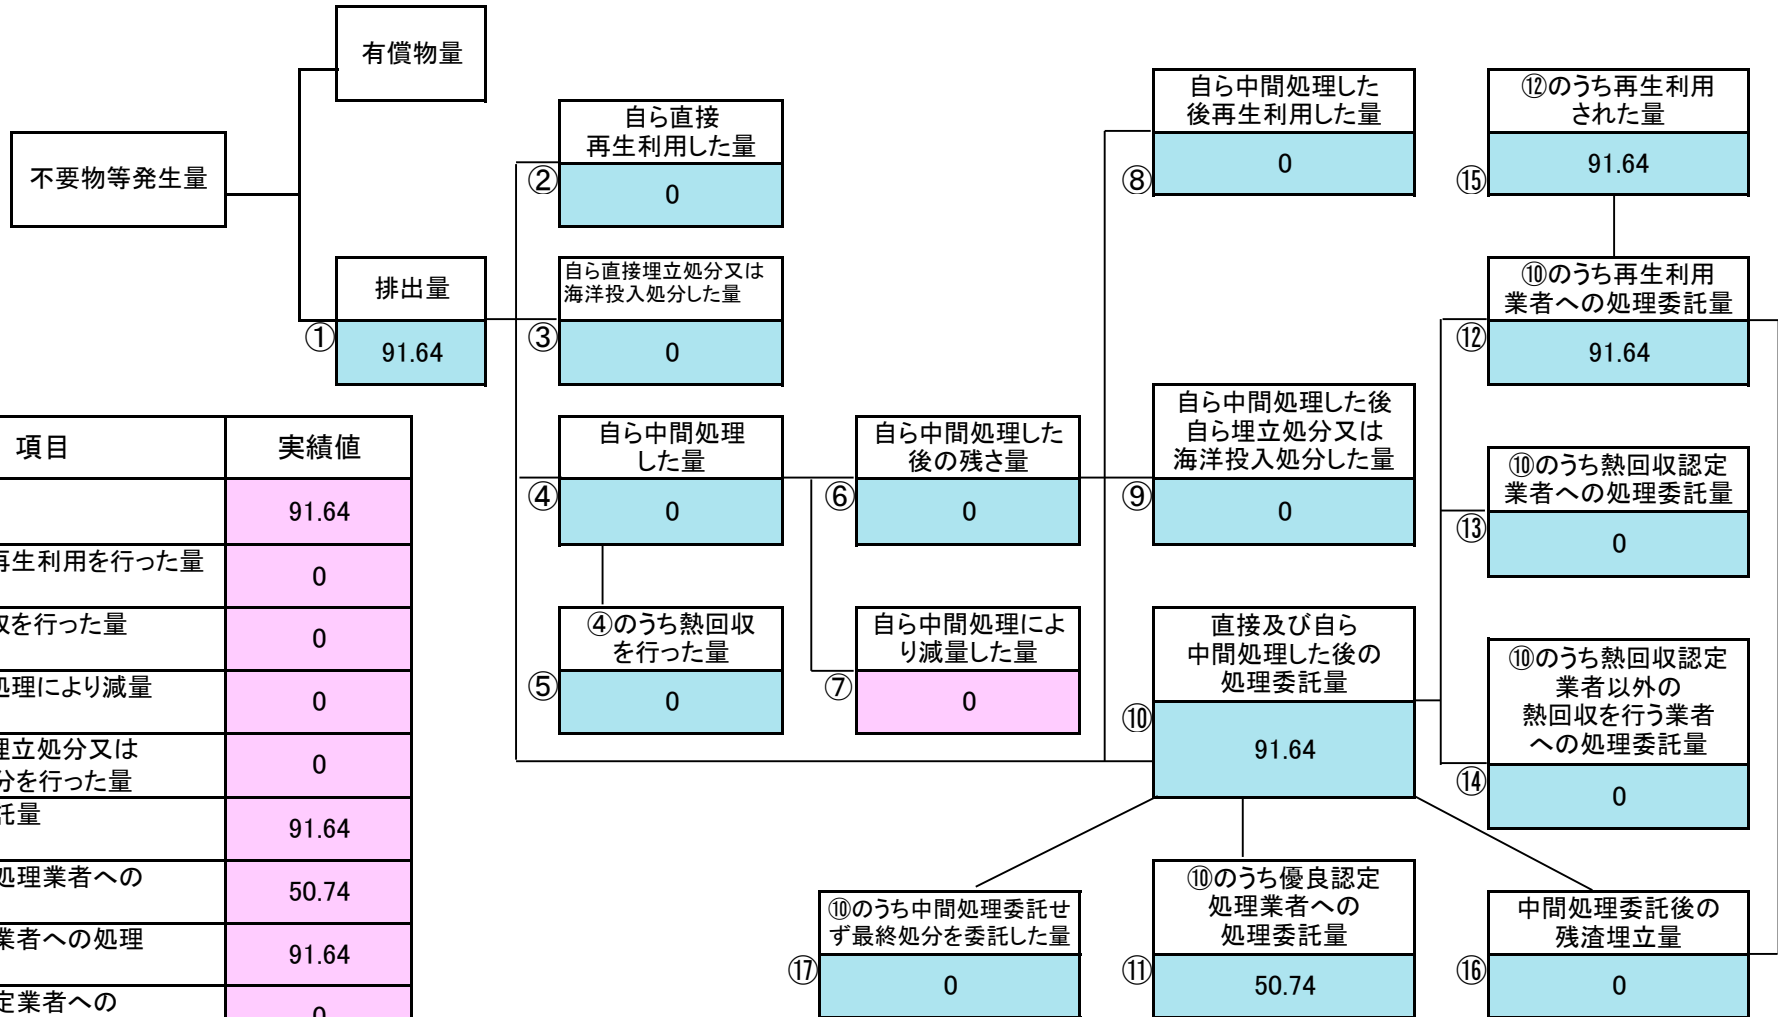 有償物量
不要物等発生量
排出量
①
91.64
自ら直接
再生利用した量
②
0
自ら直接埋立処分又は
海洋投入処分した量
③
0
自ら中間処理
した量
④
0
④のうち熱回収
を行った量
⑤
0
自ら中間処理した
後の残さ量
⑥
0
自ら中間処理によ
り減量した量
⑦
0
自ら中間処理した
後再生利用した量
⑧
0
自ら中間処理した後
自ら埋立処分又は
海洋投入処分した量
⑨
0
直接及び自ら
中間処理した後の
処理委託量
⑩
91.64
⑩のうち優良認定
処理業者への
処理委託量
⑪
50.74
⑫のうち再生利用
された量
⑮
91.64
⑩のうち再生利用
業者への処理委託量
⑫
91.64
⑩のうち熱回収認定
業者への処理委託量
⑬
0
⑩のうち熱回収認定
業者以外の
熱回収を行う業者
への処理委託量
⑭
0
中間処理委託後の
残渣埋立量
⑯
0
⑩のうち中間処理委託せ
ず最終処分を委託した量
⑰
0
項目 実績値
91.64
再生利用を行った量
0
収を行った量
0
処理により減量
0
埋立処分又は
分を行った量
0
託量
91.64
処理業者への
50.74
業者への処理
91.64
定業者への
0